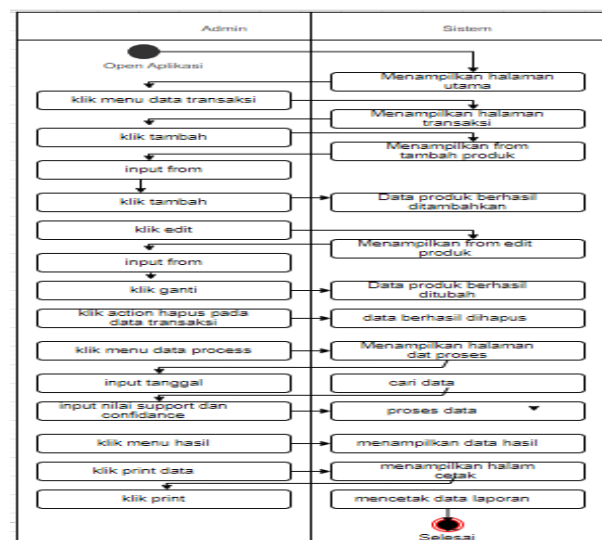 Admin
Sistem
Open Aplikasi
Menampilkan halaman
utama
klik menu data transaksi
Menampilkan halaman
transaksi
klik tambah
Menampilkan from
tambah produk
input from
klik tambah
Data produk berhasil
ditambahkan
klik edit
Menampilkan from edit
produk
input from
klik ganti
Data produk berhasil
ditubah
klik action hapus pada
data transaksi
data berhasil dihapus
klik menu data process
Menampilkan halaman
dat proses
input tanggal
cari data
input nilai support dan
confidance
proses data
klik menu hasil
menampilkan data hasil
klik print data
menampilkan halam
cetak
klik print
mencetak data laporan
Selesai